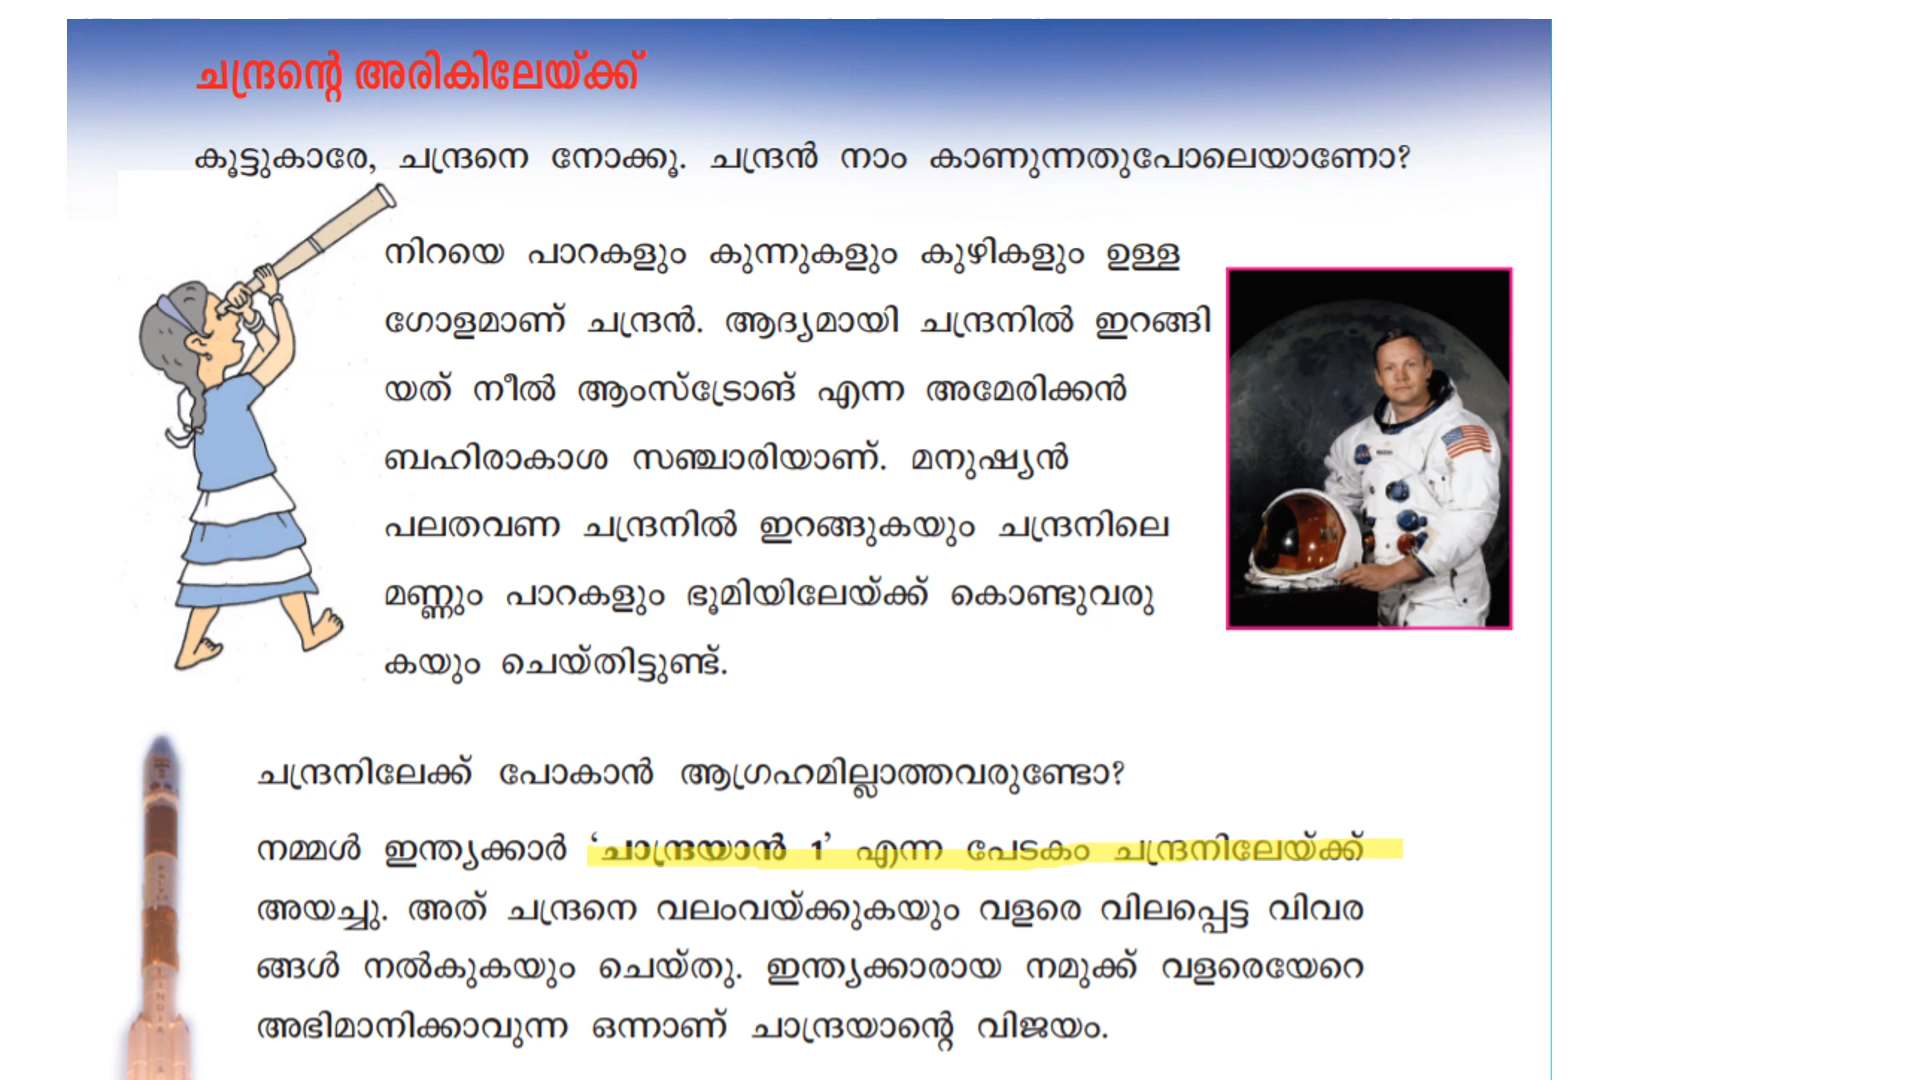 ചന്ദ്രന്റെ അരികിലേയ്ക്ക്
കൂട്ടുകാരേ, ചന്ദ്രനെ നോക്കൂ. ചന്ദ്രൻ നാം കാണുന്നതുപോലെയാണോ?
നിറയെ പാറകളും കുന്നുകളും കുഴികളും ഉള്ള
ഗോളമാണ് ചന്ദ്രൻ. ആദ്യമായി ചന്ദ്രനിൽ ഇറങ്ങി
യത് നീൽ ആംസ്ട്രോങ് എന്ന അമേരിക്കൻ
ബഹിരാകാശ സഞ്ചാരിയാണ്. മനുഷ്യൻ
പലതവണ ചന്ദ്രനിൽ ഇറങ്ങുകയും ചന്ദ്രനിലെ
മണ്ണും പാറകളും ഭൂമിയിലേയ്ക്ക് കൊണ്ടുവരു
കയും ചെയ്തിട്ടുണ്ട്.
ചന്ദ്രനിലേക്ക് പോകാൻ ആഗ്രഹമില്ലാത്തവരുണ്ടോ?
നമ്മൾ ഇന്ത്യക്കാർ ‘ചാന്ദ്രയാൻ 1’ എന്ന പേടകം ചന്ദ്രനിലേയ്ക്ക്
അയച്ചു. അത് ചന്ദ്രനെ വലംവയ്ക്കുകയും വളരെ വിലപ്പെട്ട വിവര
ങ്ങൾ നൽകുകയും ചെയ്തു. ഇന്ത്യക്കാരായ നമുക്ക് വളരെയേറെ
അഭിമാനിക്കാവുന്ന ഒന്നാണ് ചാന്ദ്രയാന്റെ വിജയം.